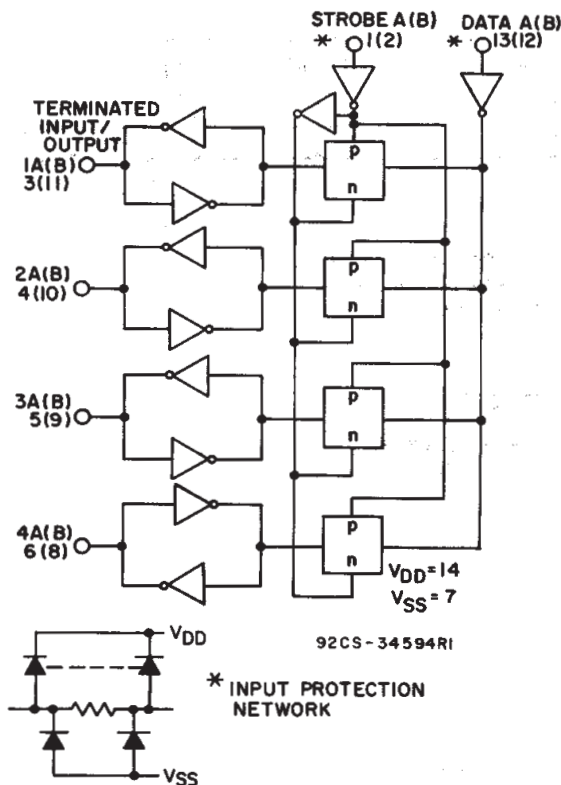 STROBE A(B)
* 1(2)
DATA A(B)
* 13(12)
TERMINATED
INPUT/
OUTPUT
1A(B)
3(11)
p
n
2A(B)
4(10)
p
n
3A(B)
5(9)
p
n
4A(B)
6(8)
p
n
VDD=14
VSS=7
92CS-34594R1
VDD
* INPUT PROTECTION
NETWORK
VSS